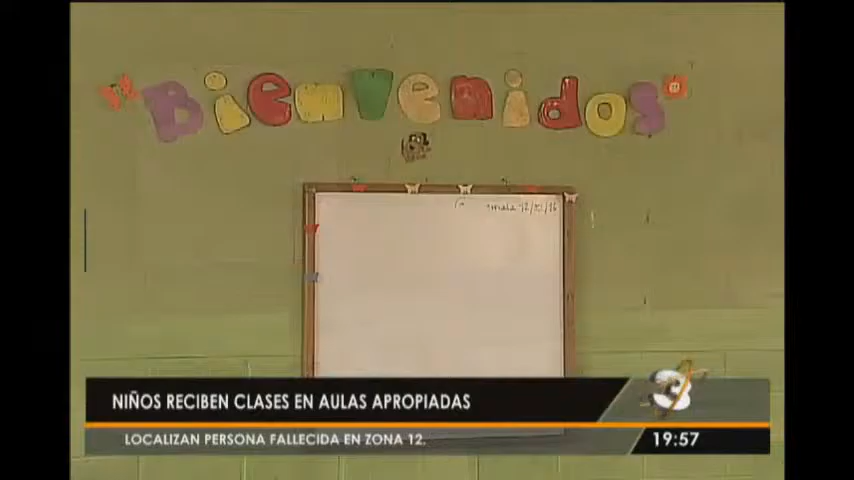 "Bienvenidos"
NIÑOS RECIBEN CLASES EN AULAS APROPIADAS
3
LOCALIZAN PERSONA FALLECIDA EN ZONA 12.
19:57